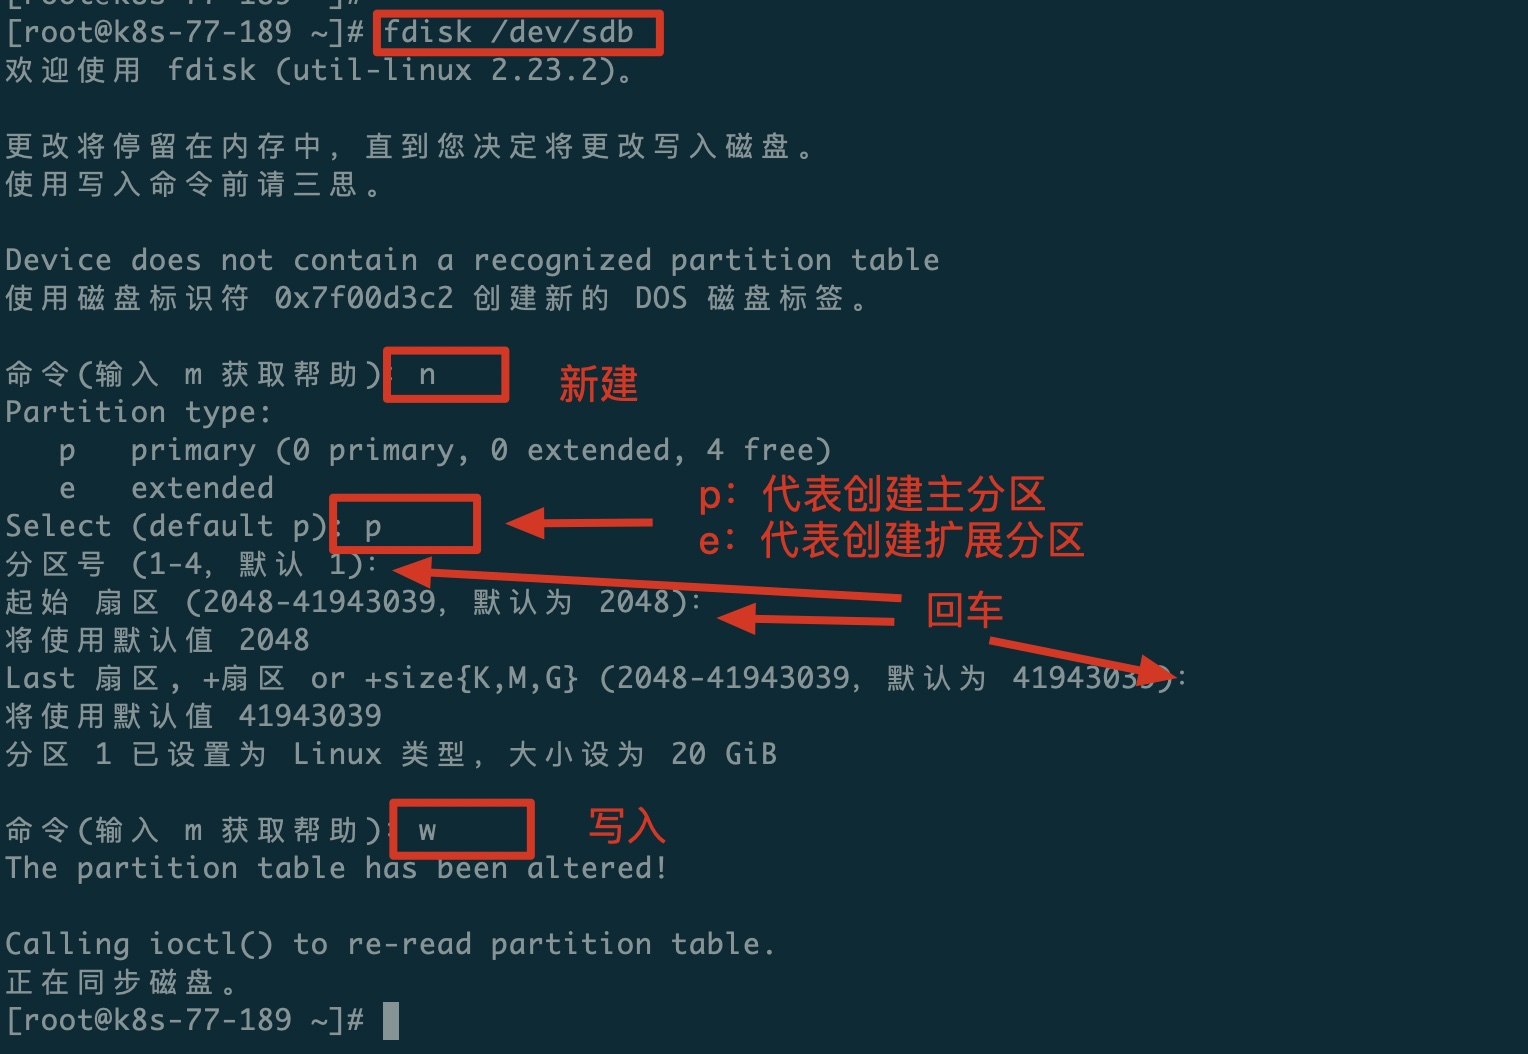 [root@k8s-77-189 ~]#
[root@k8s-77-189 ~]# fdisk /dev/sdb
欢迎使用 fdisk (util-linux 2.23.2)。
更改将停留在内存中，直到您决定将更改写入磁盘。
使用写入命令前请三思。
Device does not contain a recognized partition table
使用磁盘标识符 0x7f00d3c2 创建新的 DOS 磁盘标签。
命令(输入 m 获取帮助)：n
新建
Partition type:
p primary (0 primary, 0 extended, 4 free)
e extended
p：代表创建主分区
Select (default p): p
e：代表创建扩展分区
分区号 (1-4，默认 1)：
起始 扇区 (2048-41943039，默认为 2048)：
回车
将使用默认值 2048
Last 扇区, +扇区 or +size{K,M,G} (2048-41943039，默认为 41943039)：
将使用默认值 41943039
分区 1 已设置为 Linux 类型，大小设为 20 GiB
命令(输入 m 获取帮助)：w
写入
The partition table has been altered!
Calling ioctl() to re-read partition table.
正在同步磁盘。
[root@k8s-77-189 ~]#